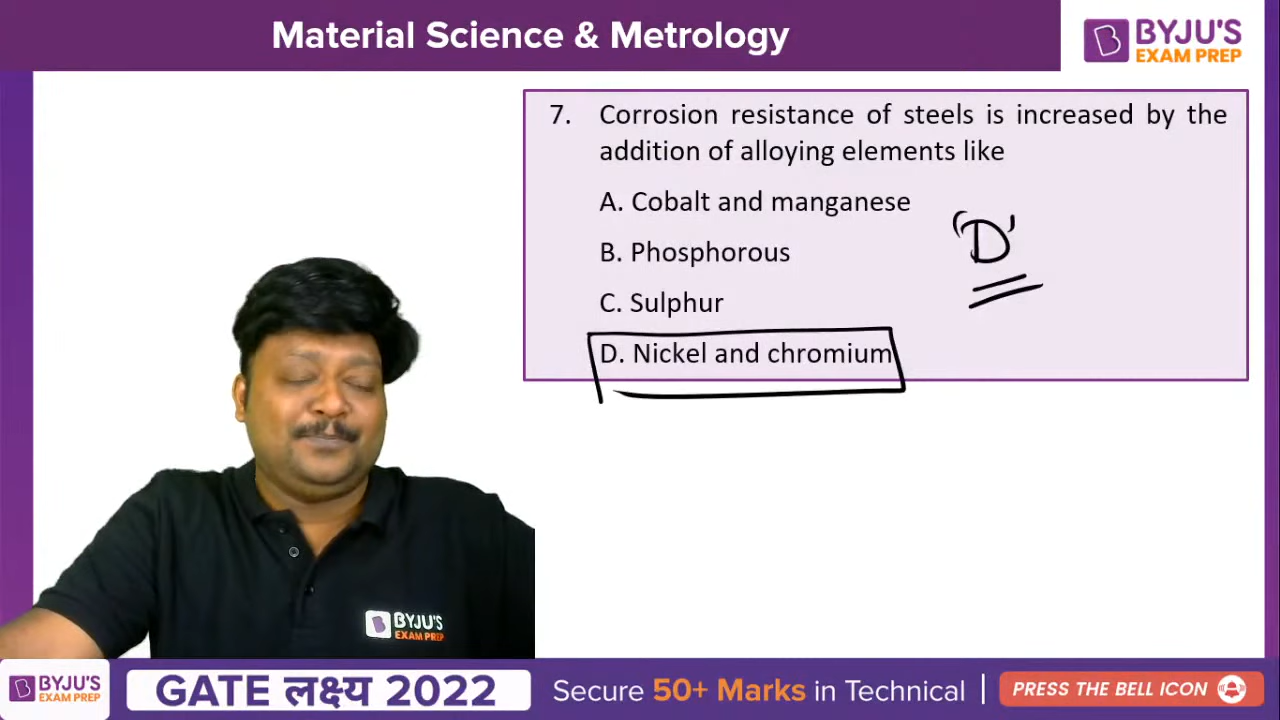 Material Science & Metrology
BYJU'S
EXAM PREP
7. Corrosion resistance of steels is increased by the
addition of alloying elements like
A. Cobalt and manganese
B. Phosphorous
C. Sulphur
D. Nickel and chromium
'D'
BYJU'S
EXAM PREP
BYJU'S
EXAM PREP
GATE लक्ष्य 2022
Secure 50+ Marks in Technical
PRESS THE BELL ICON